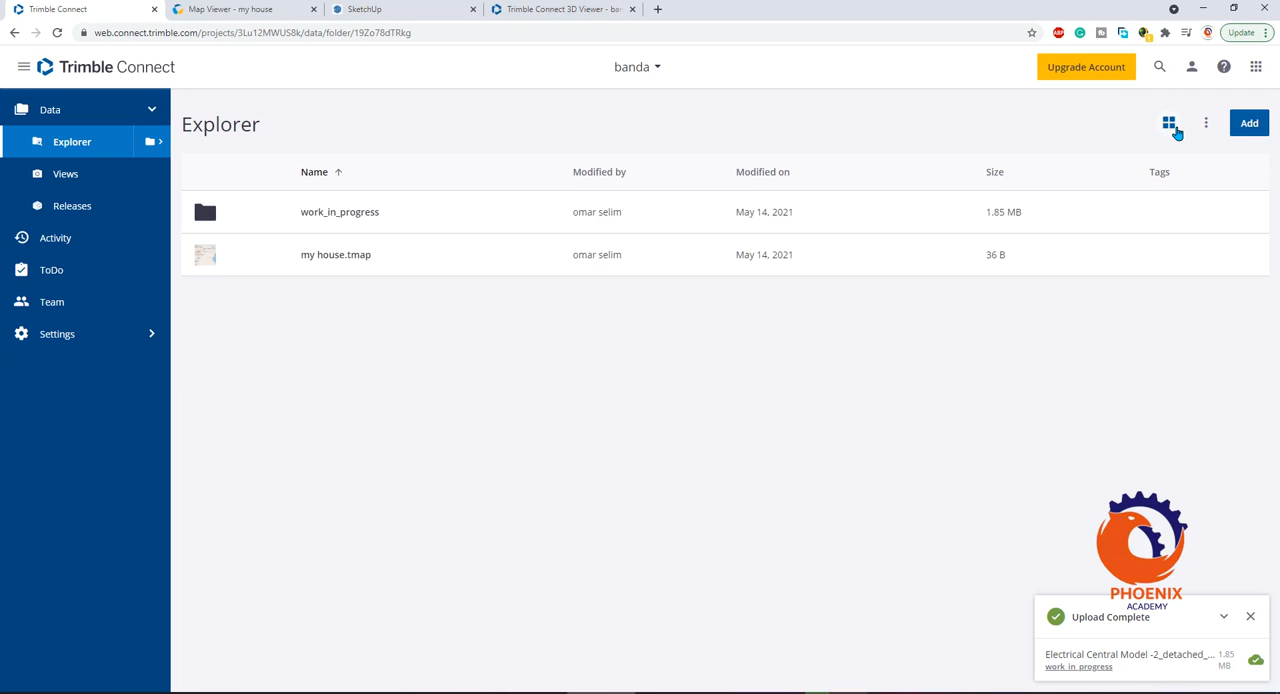 Trimble Connect
Map Viewer - my house
SketchUp
Trimble Connect 3D Viewer - ba
web.connect.trimble.com/projects/3Lu12MWUS8k/data/folder/19Zo78dTRkg
ABP
Update
Trimble Connect
banda
Upgrade Account
Data
Explorer
Views
Releases
Activity
ToDo
Team
Settings
Explorer
Add
Name Modified by Modified on Size Tags
work_in_progress omar selim May 14, 2021 1.85 MB
my house.tmap omar selim May 14, 2021 36 B
PHOENIX
ACADEMY
Upload Complete
Electrical Central Model -2_detached_... 1.85
work_in_progress MB